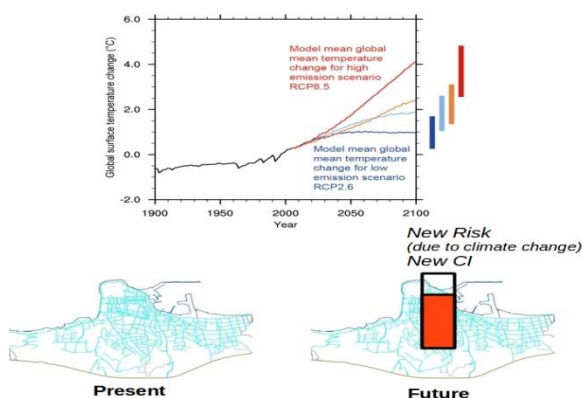 6.0
4.0
2.0
0.0
-2.0
Global surface temperature change (°C)
Model mean global
mean temperature
change for high
emission scenario
RCP8.5
Model mean global
mean temperature
change for low
emission scenario
RCP2.6
1900
1950
2000
2050
2100
Year
New Risk
(due to climate change)
New CI
Present
Future